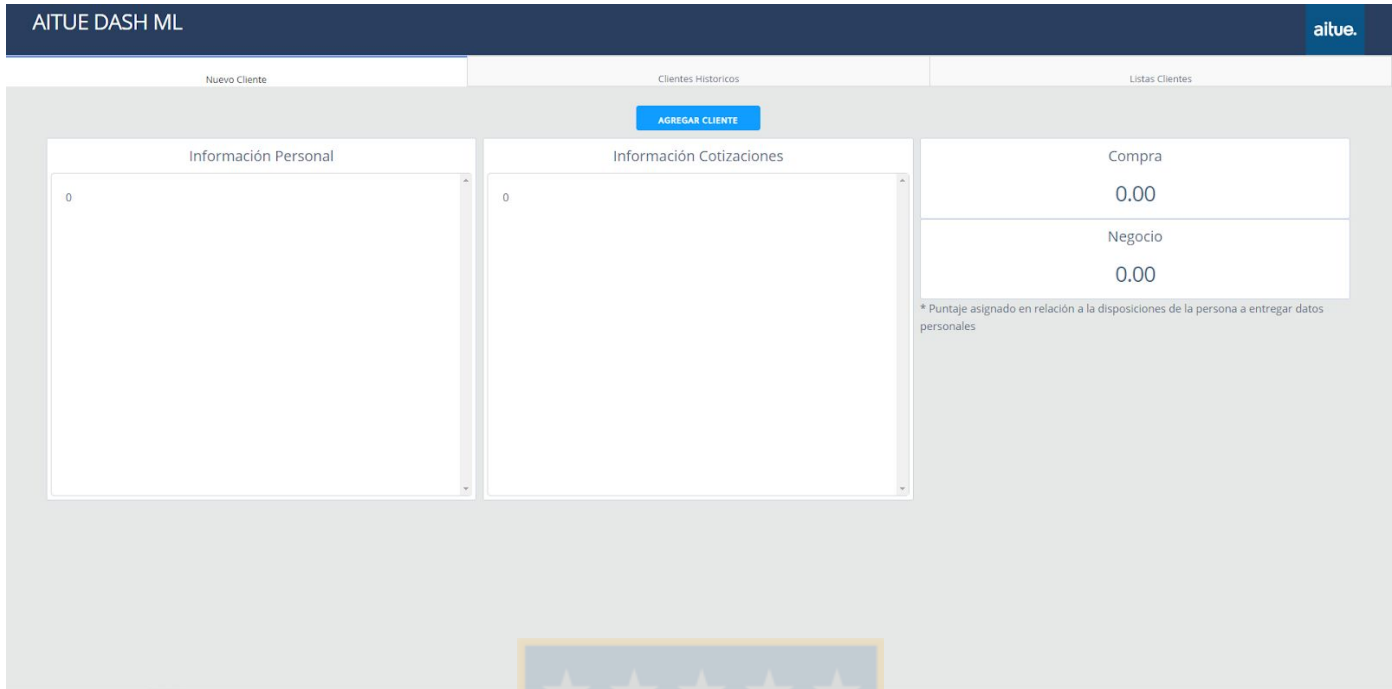 AITUE DASH ML
aitue.
Nuevo Cliente
Clientes Historicos
Listas Clientes
AGREGAR CLIENTE
Información Personal
0
Información Cotizaciones
0
Compra
0.00
Negocio
0.00
* Puntaje asignado en relación a la disposiciones de la persona a entregar datos
personales